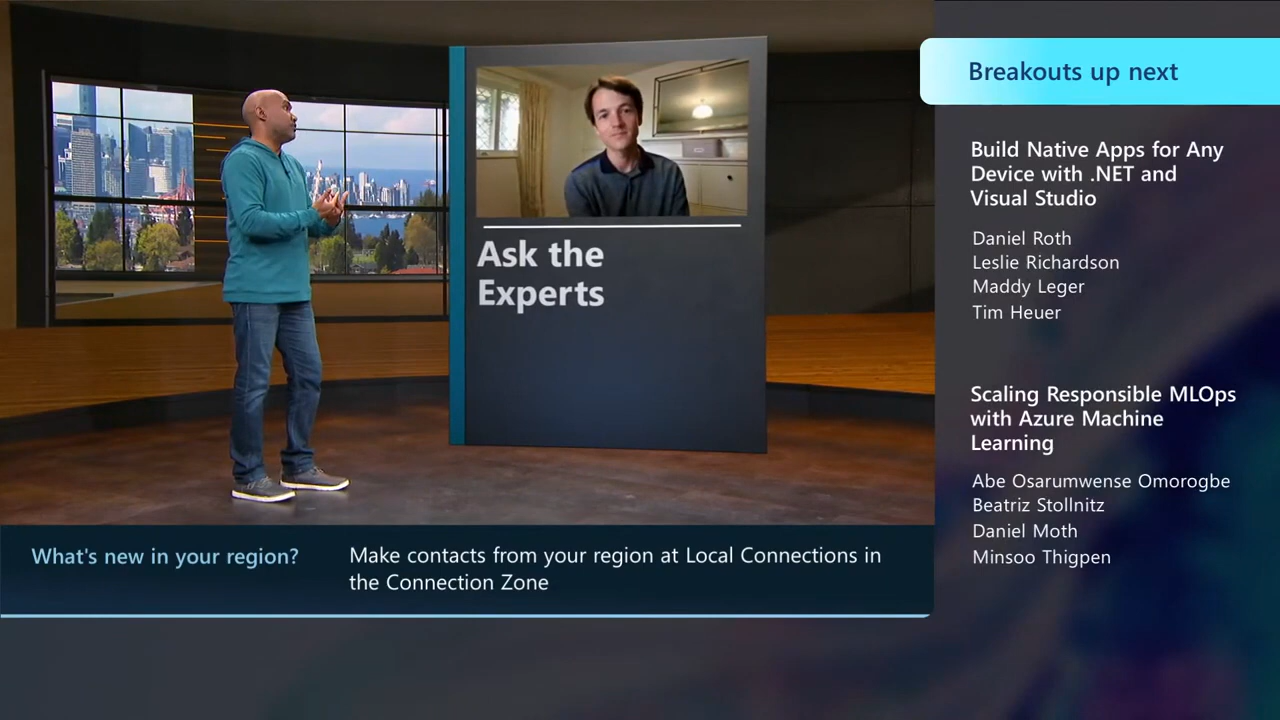 Ask the
Experts
What's new in your region?
Make contacts from your region at Local Connections in
the Connection Zone
Breakouts up next
Build Native Apps for Any
Device with .NET and
Visual Studio
Daniel Roth
Leslie Richardson
Maddy Leger
Tim Heuer
Scaling Responsible MLOps
with Azure Machine
Learning
Abe Osarumwense Omorogbe
Beatriz Stollnitz
Daniel Moth
Minsoo Thigpen